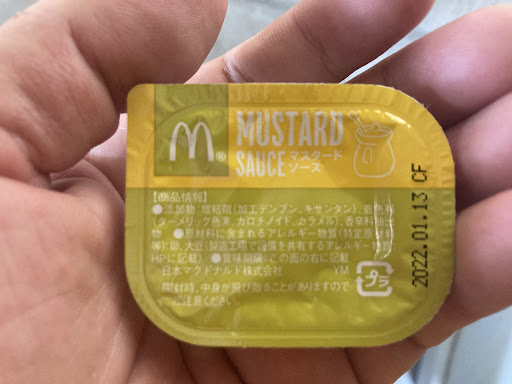 M®
MUSTARD
SAUCE マスタード
ソース
【商品情報】
●添加物:増粘剤(加工デンプン、キサンタン)、着色料
(ターメリック色素、カロチノイド、カラメル)、香辛料抽出
物 ●原材料に含まれるアレルギー物質(特定原材料
等):卵、大豆(製造工場で設備を共有するアレルギー物質は
HPに記載) ●賞味期限:この面の右に記載
日本マクドナルド株式会社 YM
開封時、中身が飛び散ることがありますので
ご注意ください。
プラ
2022.01.13 CF